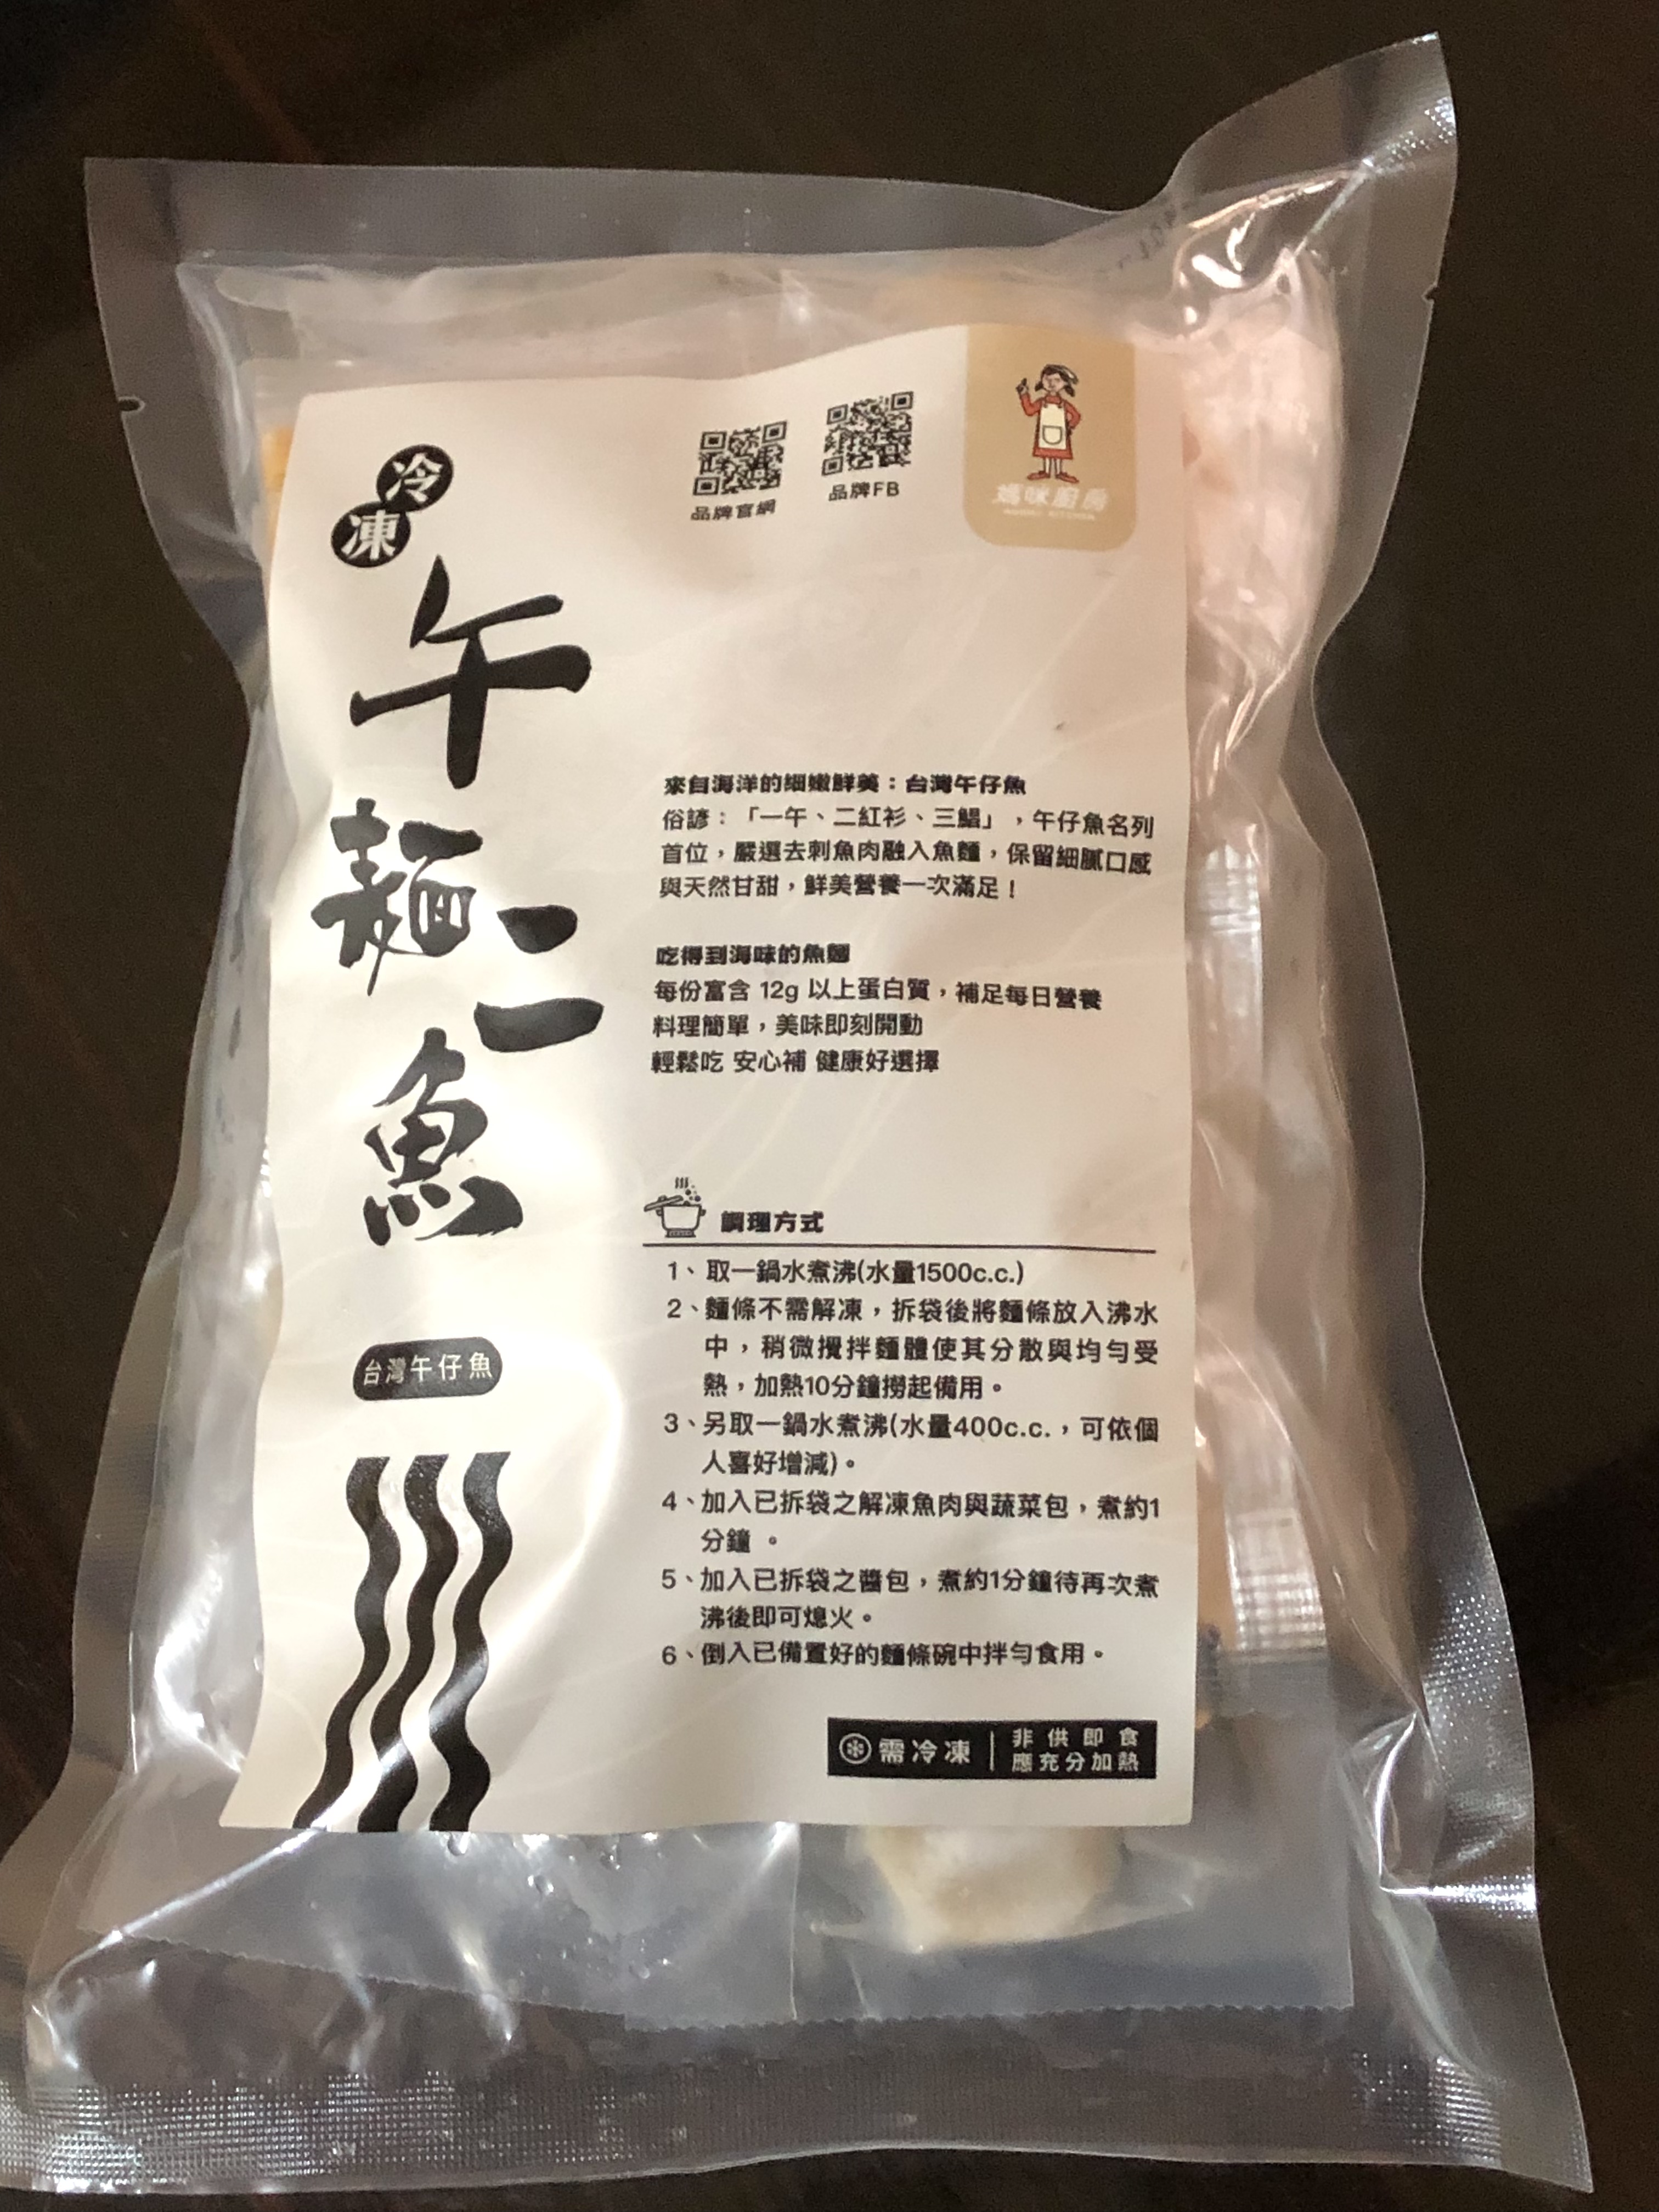 冷凍
午
麵
二
魚
台灣午仔魚
品牌官網
品牌FB
媽咪廚房
來自海洋的細嫩鮮美：台灣午仔魚
俗諺：「一午、二紅衫、三鯧」，午仔魚名列
首位，嚴選去刺魚肉融入魚麵，保留細膩口感
與天然甘甜，鮮美營養一次滿足！
吃得到海味的魚麵
每份富含 12g 以上蛋白質，補足每日營養
料理簡單，美味即刻開動
輕鬆吃 安心補 健康好選擇
調理方式
1、取一鍋水煮沸(水量1500c.c.)
2、麵條不需解凍，拆袋後將麵條放入沸水
中，稍微攪拌麵體使其分散與均勻受
熱，加熱10分鐘撈起備用。
3、另取一鍋水煮沸(水量400c.c.，可依個
人喜好增減)。
4、加入已拆袋之解凍魚肉與蔬菜包，煮約1
分鐘 。
5、加入已拆袋之醬包，煮約1分鐘待再次煮
沸後即可熄火。
6、倒入已備置好的麵條碗中拌勻食用。
需冷凍
非供即食
應充分加熱